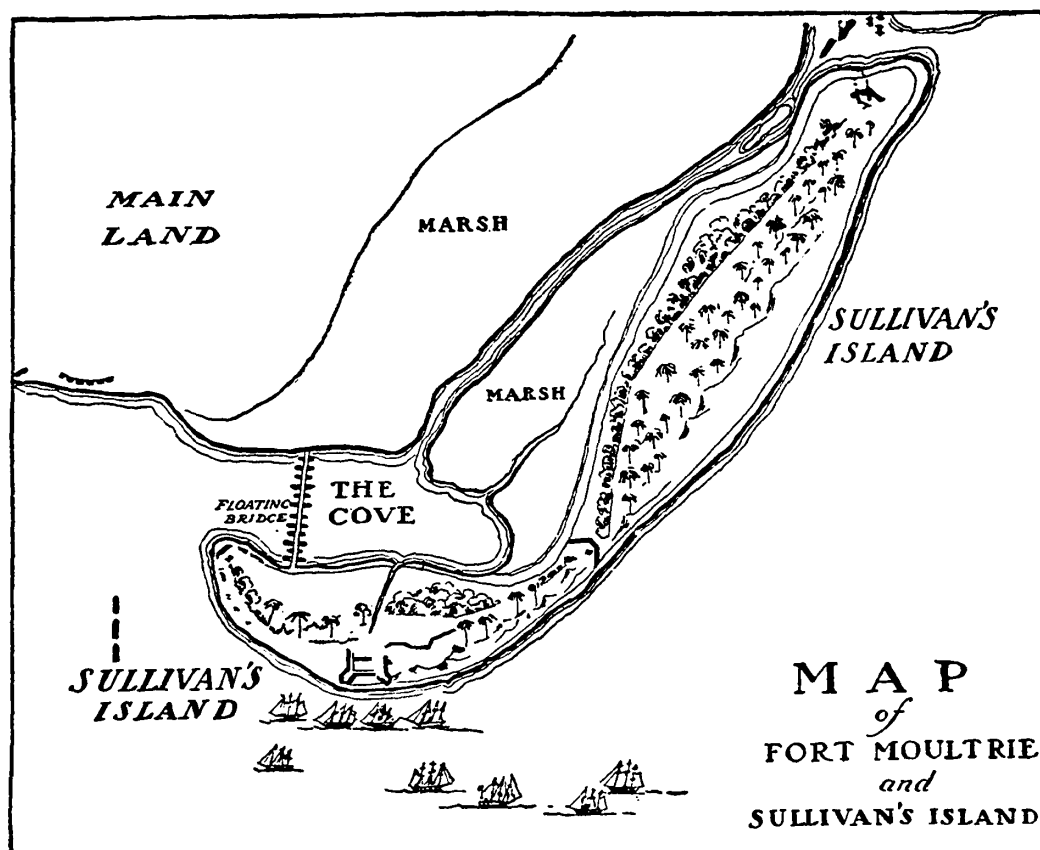 MAIN
LAND
MARSH
SULLIVAN'S
ISLAND
MARSH
THE
COVE
FLOATING
BRIDGE
SULLIVAN'S
ISLAND
MAP
of
FORT MOULTRIE
and
SULLIVAN'S ISLAND